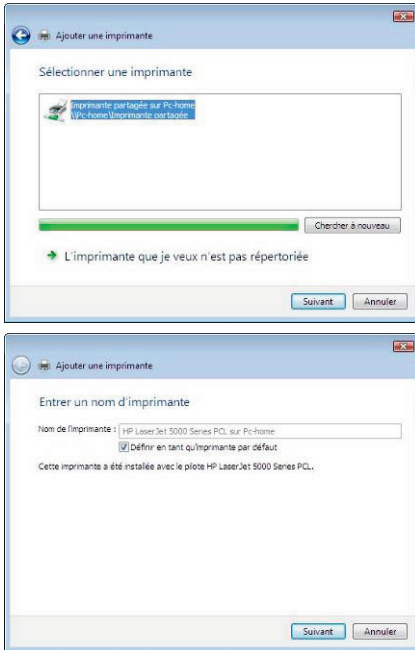 Ajouter une imprimante
Sélectionner une imprimante
Imprimante partagée sur Pc-home
\\Pc-home\Imprimante partagée
Chercher à nouveau
L'imprimante que je veux n'est pas répertoriée
Suivant Annuler
Ajouter une imprimante
Entrer un nom d'imprimante
Nom de l'imprimante : HP LaserJet 5000 Series PCL sur Pc-home
Définir en tant qu'imprimante par défaut
Cette imprimante a été installée avec le pilote HP LaserJet 5000 Series PCL.
Suivant Annuler